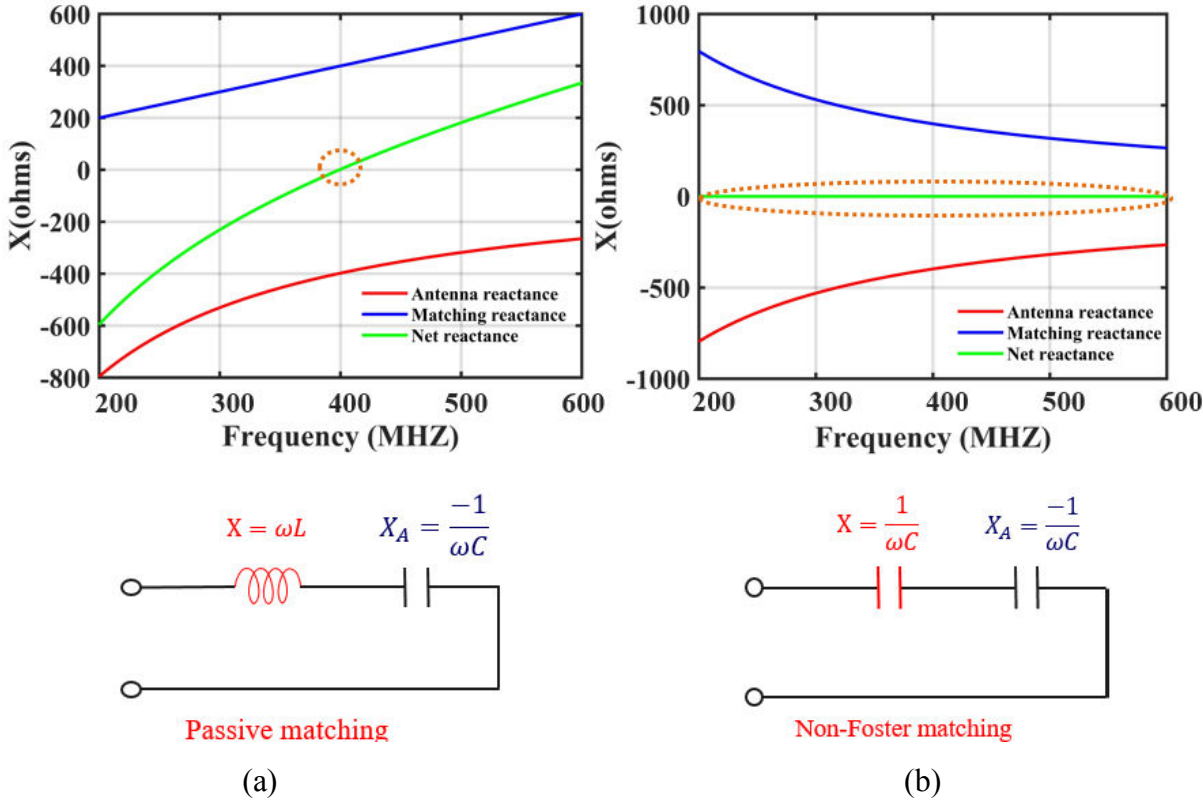 600
400
200
0
-200
-400
-600
-800
X(ohms)
Antenna reactance
Matching reactance
Net reactance
200 300 400 500 600
Frequency (MHZ)
X = ωL
X_A = -1/ωC
Passive matching
(a)
1000
500
0
-500
-1000
X(ohms)
Antenna reactance
Matching reactance
Net reactance
200 300 400 500 600
Frequency (MHZ)
X = 1/ωC
X_A = -1/ωC
Non-Foster matching
(b)